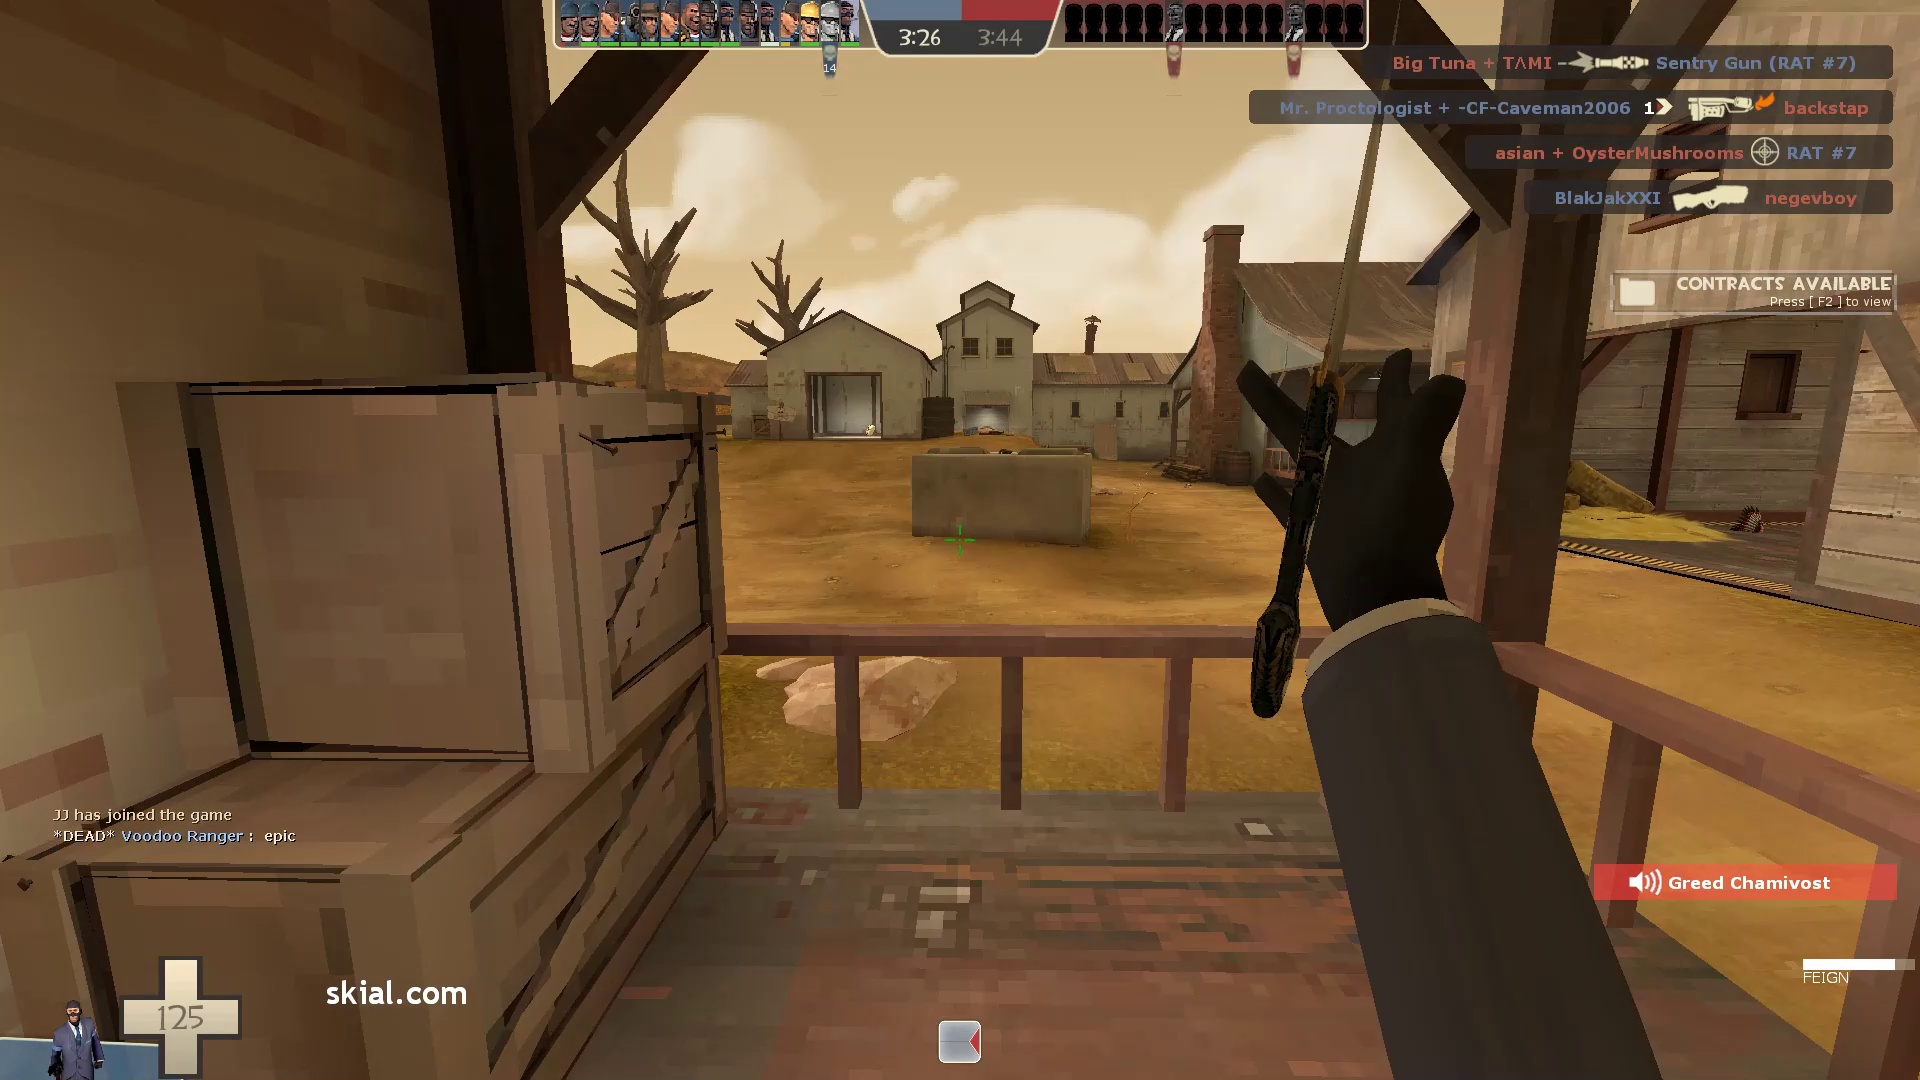 3:26 3:44
14
Big Tuna + TΛMI Sentry Gun (RAT #7)
Mr. Proctologist + -CF-Caveman2006 1 backstap
asian + OysterMushrooms RAT #7
BlakJakXXI negevboy
CONTRACTS AVAILABLE
Press [ F2 ] to view
JJ has joined the game
*DEAD* Voodoo Ranger : epic
Greed Chamivost
FEIGN
skial.com
125